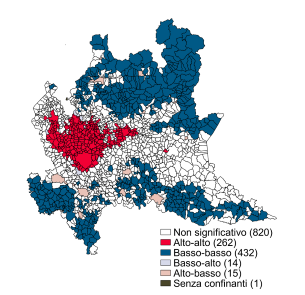 Non significativo (820)
Alto-alto (262)
Basso-basso (432)
Basso-alto (14)
Alto-basso (15)
Senza confinanti (1)